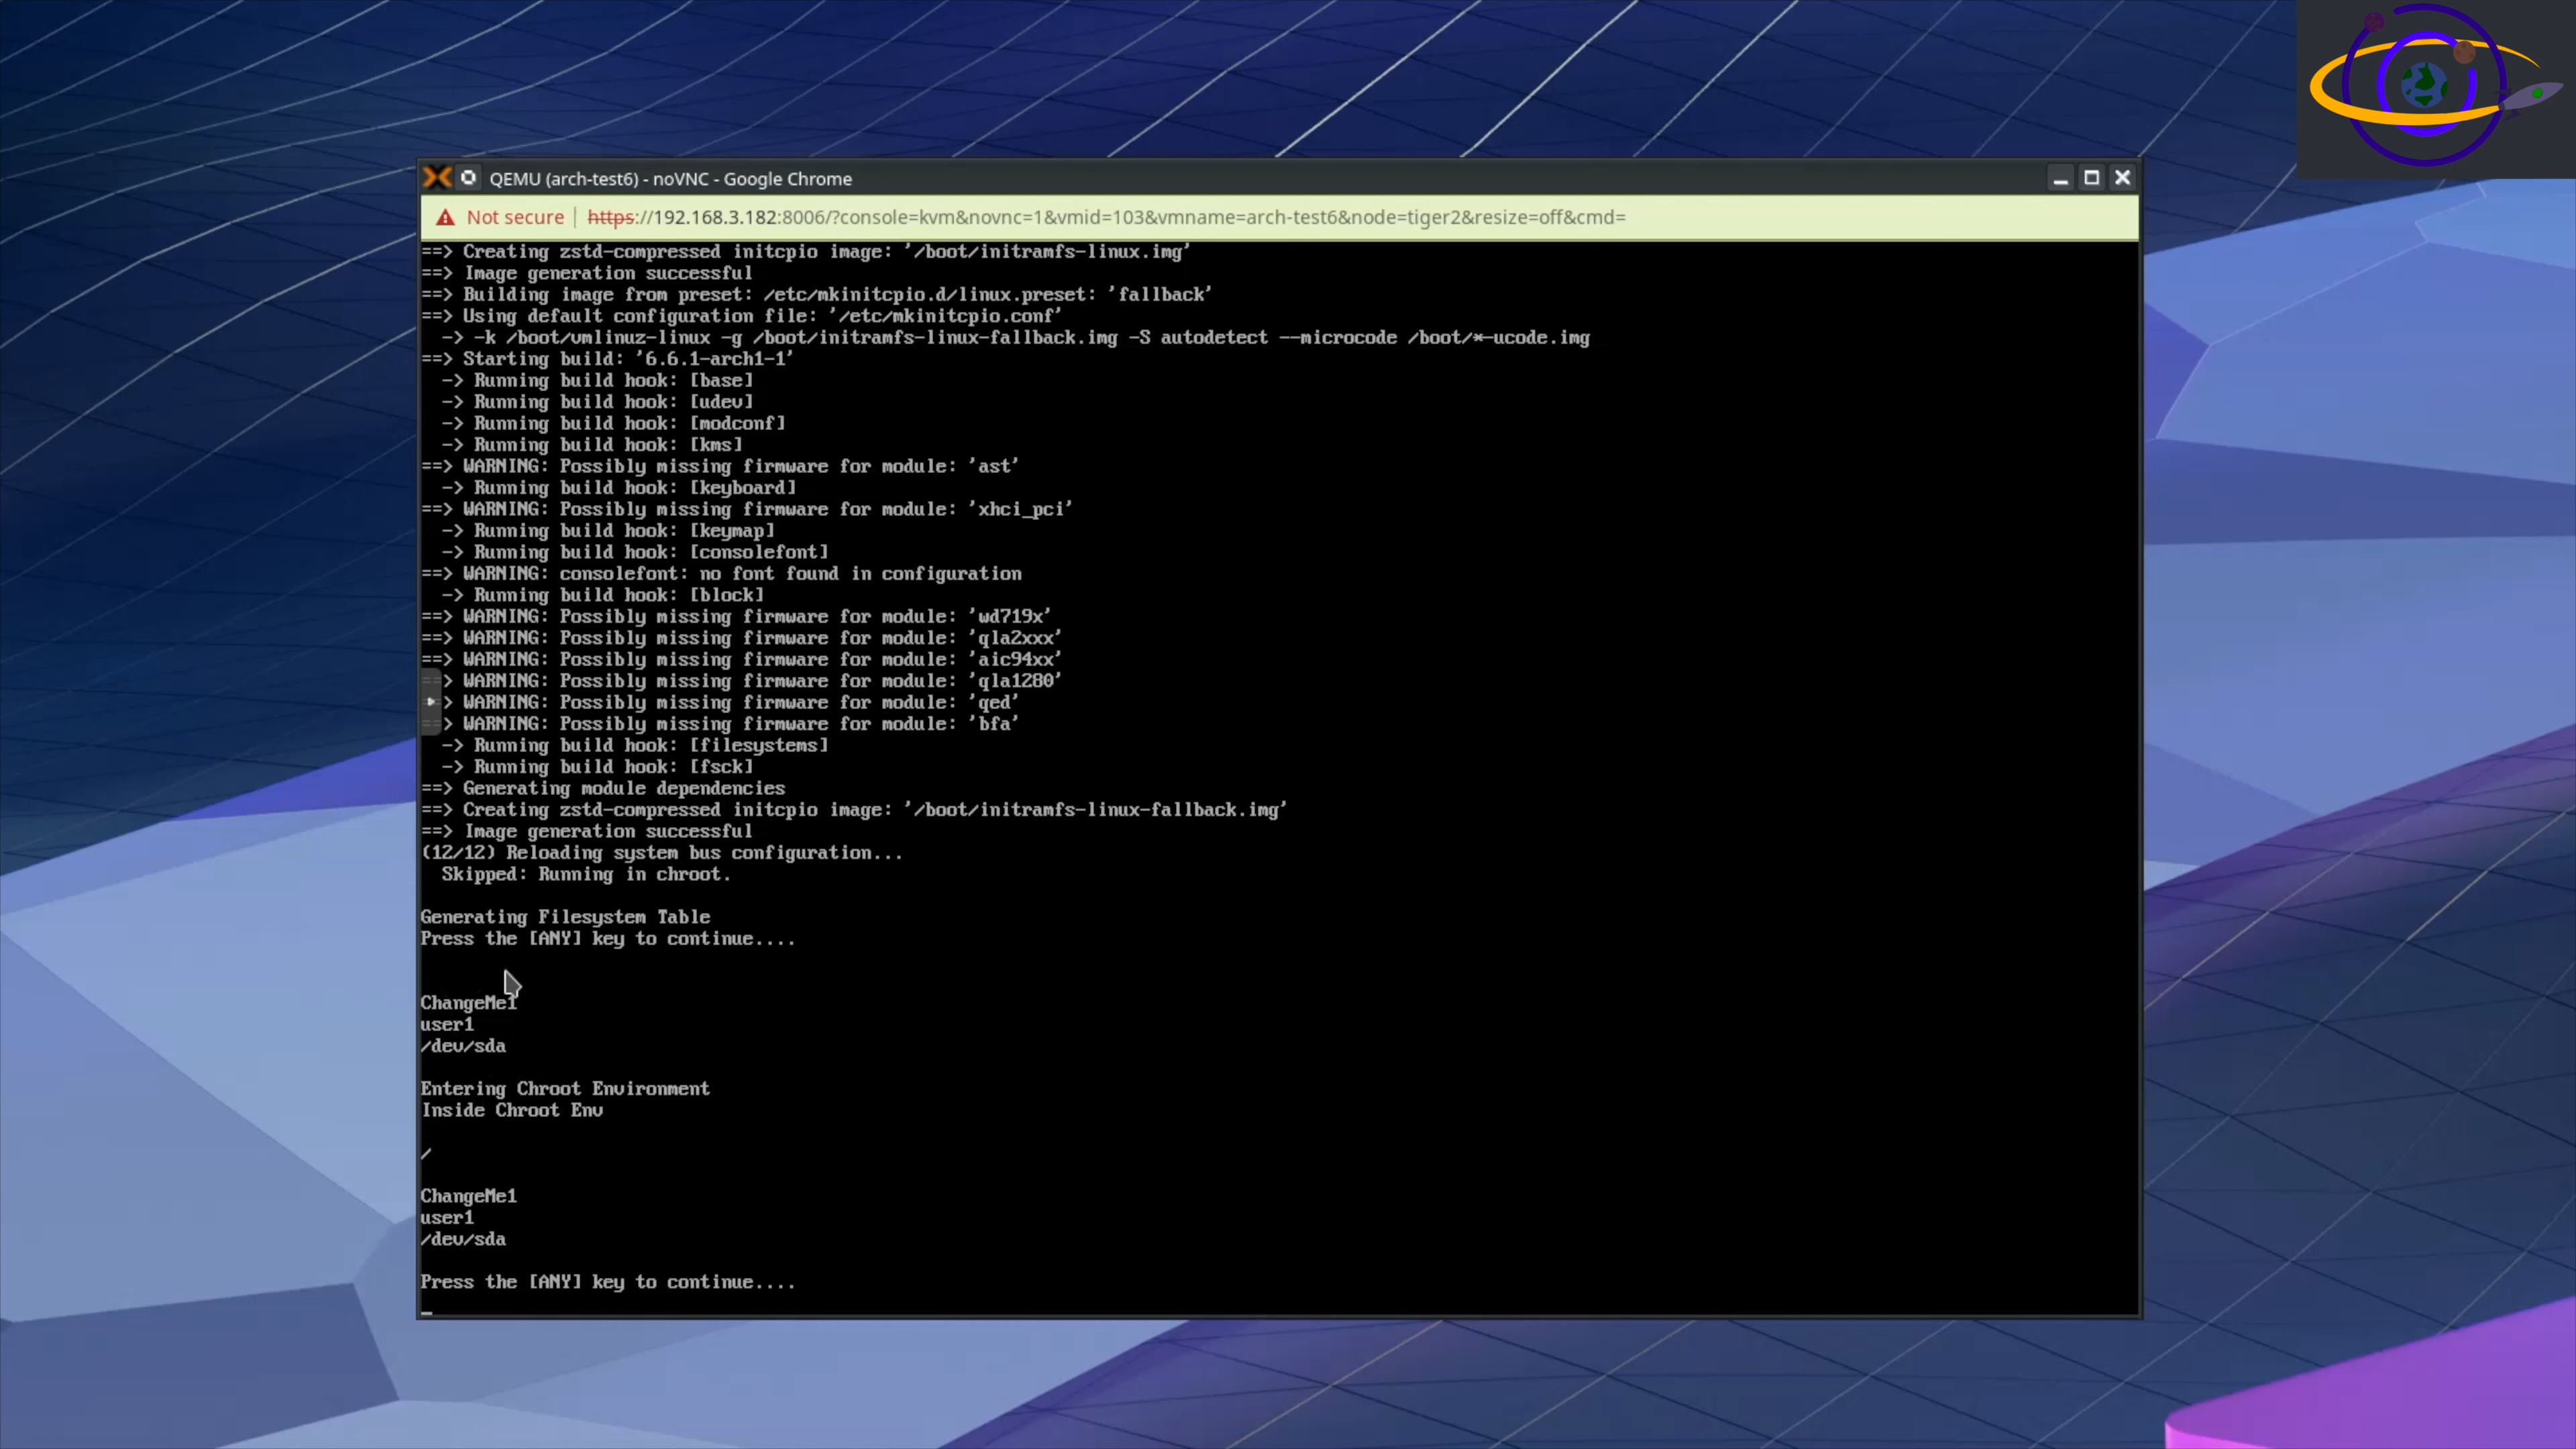 QEMU (arch-test6) - noVNC - Google Chrome
Not secure | https://192.168.3.182:8006/?console=kvm&novnc=1&vmid=103&vmname=arch-test6&node=tiger2&resize=off&cmd=
==> Creating zstd-compressed initcpio image: '/boot/initramfs-linux.img'
==> Image generation successful
==> Building image from preset: /etc/mkinitcpio.d/linux.preset: 'fallback'
==> Using default configuration file: '/etc/mkinitcpio.conf'
  -> -k /boot/vmlinuz-linux -g /boot/initramfs-linux-fallback.img -S autodetect --microcode /boot/*-ucode.img
==> Starting build: '6.6.1-arch1-1'
  -> Running build hook: [base]
  -> Running build hook: [udev]
  -> Running build hook: [modconf]
  -> Running build hook: [kms]
==> WARNING: Possibly missing firmware for module: 'ast'
  -> Running build hook: [keyboard]
==> WARNING: Possibly missing firmware for module: 'xhci_pci'
  -> Running build hook: [keymap]
  -> Running build hook: [consolefont]
==> WARNING: consolefont: no font found in configuration
  -> Running build hook: [block]
==> WARNING: Possibly missing firmware for module: 'wd719x'
==> WARNING: Possibly missing firmware for module: 'qla2xxx'
==> WARNING: Possibly missing firmware for module: 'aic94xx'
==> WARNING: Possibly missing firmware for module: 'qla1280'
==> WARNING: Possibly missing firmware for module: 'qed'
==> WARNING: Possibly missing firmware for module: 'bfa'
  -> Running build hook: [filesystems]
  -> Running build hook: [fsck]
==> Generating module dependencies
==> Creating zstd-compressed initcpio image: '/boot/initramfs-linux-fallback.img'
==> Image generation successful
(12/12) Reloading system bus configuration...
  Skipped: Running in chroot.
Generating Filesystem Table
Press the [ANY] key to continue....
ChangeMe1
user1
/dev/sda
Entering Chroot Environment
Inside Chroot Env
/
ChangeMe1
user1
/dev/sda
Press the [ANY] key to continue....